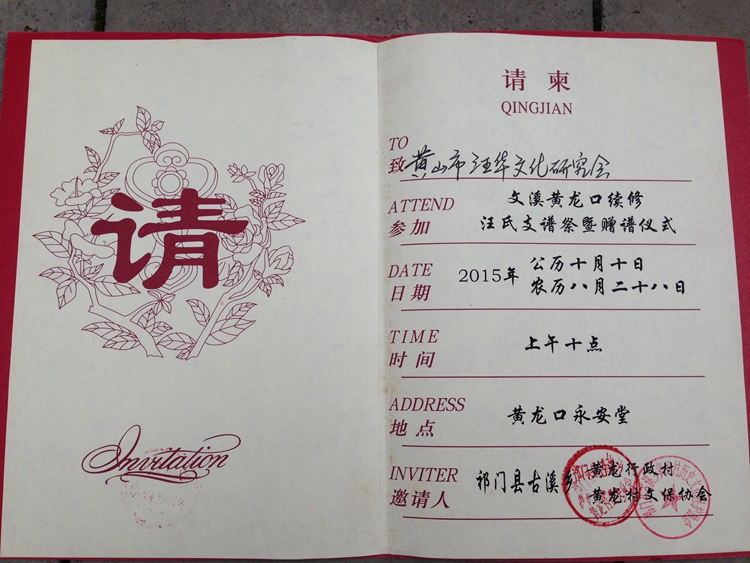 请
Invitation
请柬
QINGJIAN
TO
致 黄山市汪华文化研究会
ATTEND
参加
文溪黄龙口续修
汪氏支谱祭暨赠谱仪式
DATE
日期
2015年
公历十月十日
农历八月二十八日
TIME
时间
上午十点
ADDRESS
地点
黄龙口永安堂
INVITER
邀请人
祁门县古溪乡
黄龙行政村
黄龙村文保协会